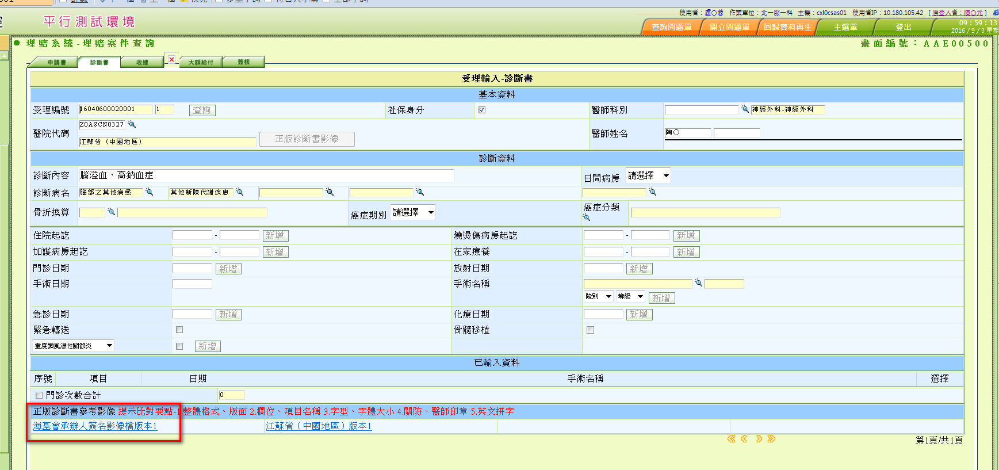 平行測試環境
使用者：盧○蓉 作業單位：北一服一科 主機：cxl0csas01 使用者IP：10.180.105.42 [ 原登入者：陳○元 ]
查詢問題單 開立問題單 回歸資料再生 主選單 登出 09:59:13
2016 / 9 / 3 星期
理賠系統-理賠案件查詢 畫面編號：AAE00500
申請書 診斷書 收據 大額給付 簽核
受理輸入-診斷書
基本資料
受理編號 16040600020001 1 查詢 社保身分 醫師科別 神經外科-神經外科
醫院代碼 Z0ASCN0327
江蘇省（中國地區） 正版診斷書影像 醫師姓名 陶○
診斷資料
診斷內容 腦溢血、高鈉血症 日間病房 請選擇
診斷病名 腦部之其他病態 其他新陳代謝疾患
骨折換算 癌症期別 請選擇 癌症分類
住院起訖 - 新增 燒燙傷病房起訖 - 新增
加護病房起訖 - 新增 在家療養 - 新增
門診日期 新增 放射日期 新增
手術日期 手術名稱
險別 等級 新增
急診日期 新增 化療日期 新增
緊急轉送 骨髓移植
重度類風濕性關節炎 新增
已輸入資料
序號 項目 日期 手術名稱 選擇
門診次數合計 0
正版診斷書參考影像 提示比對要點-1.整體格式、版面 2.欄位、項目名稱 3.字型、字體大小 4.關防、醫師印章 5.英文拼字
海基會承辦人簽名影像檔版本1 江蘇省（中國地區）版本1
第1頁/共1頁